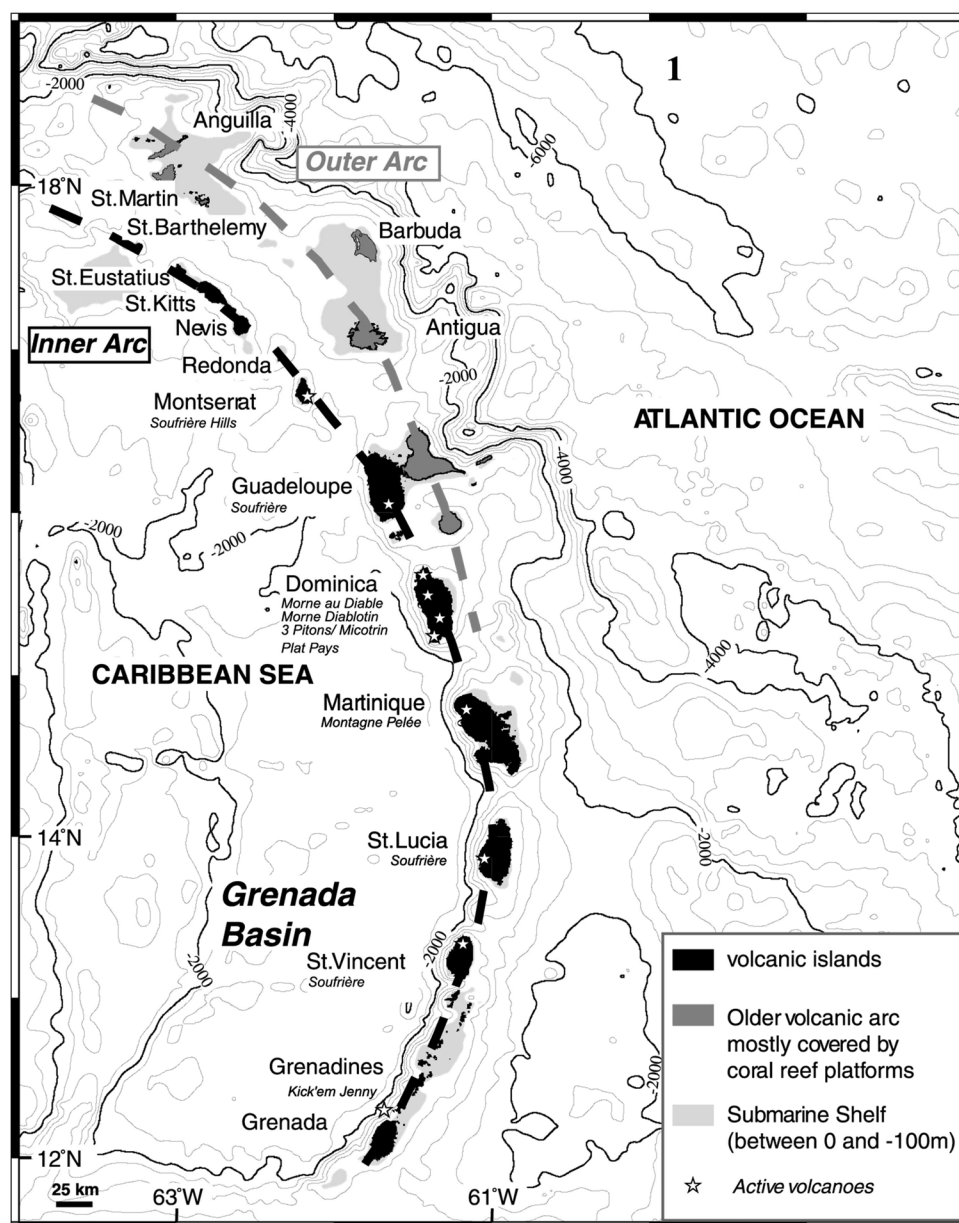 1
-2000
Anguilla
-4000
Outer Arc
-6000
18°N
St.Martin
St.Barthelemy
Barbuda
St.Eustatius
St.Kitts
Nevis
Antigua
Inner Arc
Redonda
-2000
Montserrat
Soufrière Hills
ATLANTIC OCEAN
-4000
Guadeloupe
Soufrière
-2000
-2000
Dominica
Morne au Diable
Morne Diablotin
3 Pitons/ Micotrin
Plat Pays
-4000
CARIBBEAN SEA
Martinique
Montagne Pelée
14°N
St.Lucia
Soufrière
-2000
Grenada
Basin
-2000
-2000
St.Vincent
Soufrière
Grenadines
Kick'em Jenny
Grenada
-2000
12°N
25 km
63°W
61°W
volcanic islands
Older volcanic arc
mostly covered by
coral reef platforms
Submarine Shelf
(between 0 and -100m)
Active volcanoes